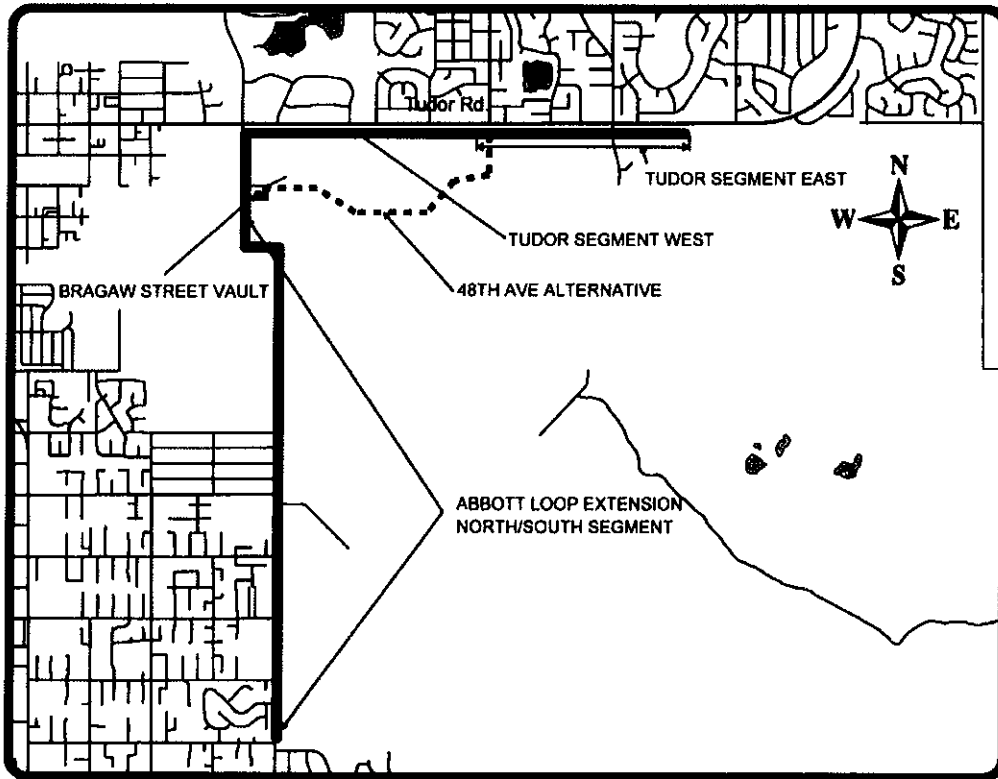 Tudor Rd
TUDOR SEGMENT EAST
N
W E
S
TUDOR SEGMENT WEST
BRAGAW STREET VAULT
48TH AVE ALTERNATIVE
ABBOTT LOOP EXTENSION
NORTH/SOUTH SEGMENT